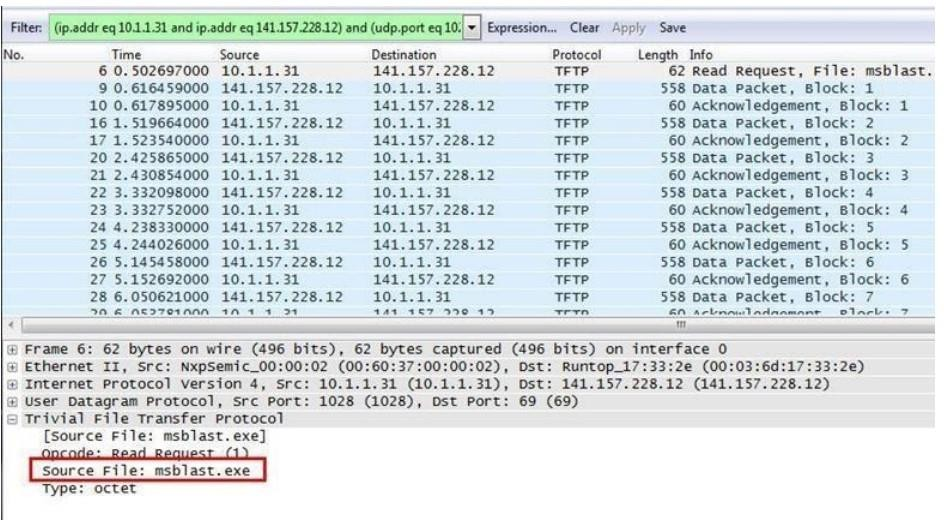 Filter: (ip.addr eq 10.1.1.31 and ip.addr eq 141.157.228.12) and (udp.port eq 10 Expression... Clear Apply Save
No. Time Source Destination Protocol Length Info
6 0.502697000 10.1.1.31 141.157.228.12 TFTP 62 Read Request, File: msblast.
9 0.616459000 141.157.228.12 10.1.1.31 TFTP 558 Data Packet, Block: 1
10 0.617895000 10.1.1.31 141.157.228.12 TFTP 60 Acknowledgement, Block: 1
16 1.519664000 141.157.228.12 10.1.1.31 TFTP 558 Data Packet, Block: 2
17 1.523540000 10.1.1.31 141.157.228.12 TFTP 60 Acknowledgement, Block: 2
20 2.425865000 141.157.228.12 10.1.1.31 TFTP 558 Data Packet, Block: 3
21 2.430854000 10.1.1.31 141.157.228.12 TFTP 60 Acknowledgement, Block: 3
22 3.332098000 141.157.228.12 10.1.1.31 TFTP 558 Data Packet, Block: 4
23 3.332752000 10.1.1.31 141.157.228.12 TFTP 60 Acknowledgement, Block: 4
24 4.238330000 141.157.228.12 10.1.1.31 TFTP 558 Data Packet, Block: 5
25 4.244026000 10.1.1.31 141.157.228.12 TFTP 60 Acknowledgement, Block: 5
26 5.145458000 141.157.228.12 10.1.1.31 TFTP 558 Data Packet, Block: 6
27 5.152692000 10.1.1.31 141.157.228.12 TFTP 60 Acknowledgement, Block: 6
28 6.050621000 141.157.228.12 10.1.1.31 TFTP 558 Data Packet, Block: 7
29 6.053781000 10.1.1.31 141.157.228.12 TFTP 60 Acknowledgement, Block: 7
Frame 6: 62 bytes on wire (496 bits), 62 bytes captured (496 bits) on interface 0
Ethernet II, Src: NxpSemic_00:00:02 (00:60:37:00:00:02), Dst: Runtop_17:33:2e (00:03:6d:17:33:2e)
Internet Protocol Version 4, Src: 10.1.1.31 (10.1.1.31), Dst: 141.157.228.12 (141.157.228.12)
User Datagram Protocol, Src Port: 1028 (1028), Dst Port: 69 (69)
Trivial File Transfer Protocol
[Source File: msblast.exe]
Opcode: Read Request (1)
Source File: msblast.exe
Type: octet